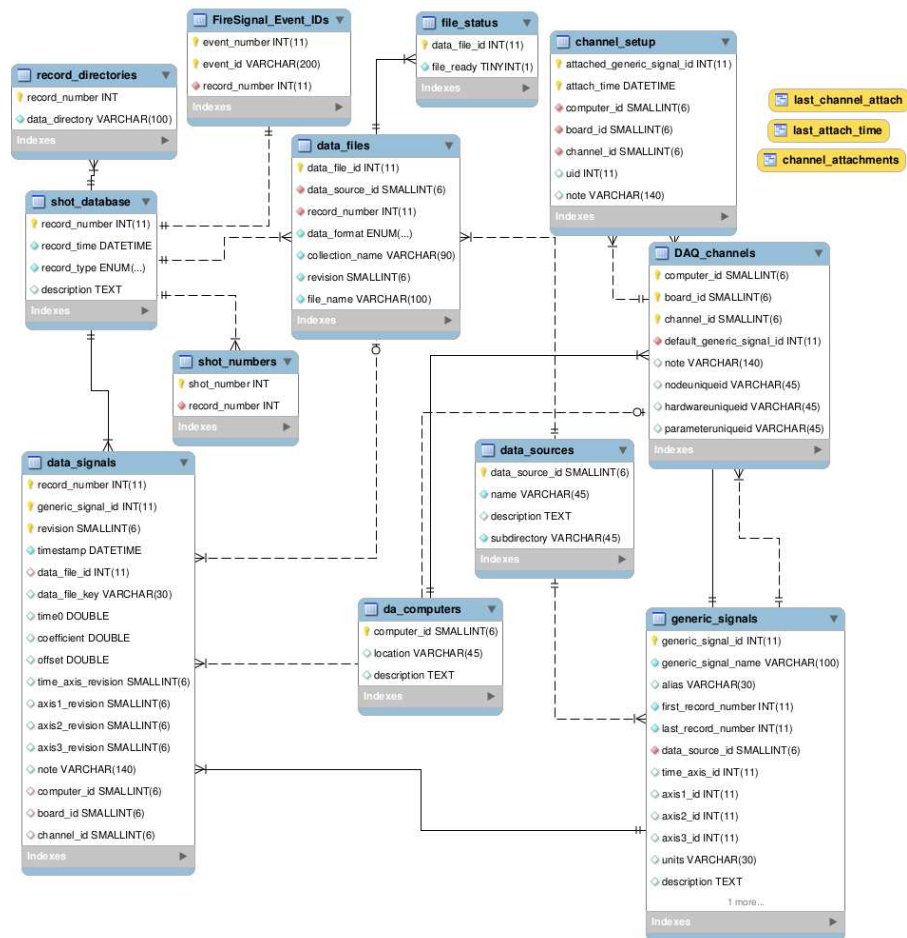 FireSignal_Event_IDs
event_number INT(11)
event_id VARCHAR(200)
record_number INT(11)
Indexes
file_status
data_file_id INT(11)
file_ready TINYINT(1)
Indexes
channel_setup
attached_generic_signal_id INT(11)
attach_time DATETIME
computer_id SMALLINT(6)
board_id SMALLINT(6)
channel_id SMALLINT(6)
uid INT(11)
note VARCHAR(140)
Indexes
last_channel_attach
last_attach_time
channel_attachments
record_directories
record_number INT
data_directory VARCHAR(100)
Indexes
data_files
data_file_id INT(11)
data_source_id SMALLINT(6)
record_number INT(11)
data_format ENUM(...)
collection_name VARCHAR(90)
revision SMALLINT(6)
file_name VARCHAR(100)
Indexes
shot_database
record_number INT(11)
record_time DATETIME
record_type ENUM(...)
description TEXT
Indexes
DAQ_channels
computer_id SMALLINT(6)
board_id SMALLINT(6)
channel_id SMALLINT(6)
default_generic_signal_id INT(11)
note VARCHAR(140)
nodeuniqueid VARCHAR(45)
hardwareuniqueid VARCHAR(45)
parameteruniqueid VARCHAR(45)
Indexes
shot_numbers
shot_number INT
record_number INT
Indexes
data_signals
record_number INT(11)
generic_signal_id INT(11)
revision SMALLINT(6)
timestamp DATETIME
data_file_id INT(11)
data_file_key VARCHAR(30)
time0 DOUBLE
coefficient DOUBLE
offset DOUBLE
time_axis_revision SMALLINT(6)
axis1_revision SMALLINT(6)
axis2_revision SMALLINT(6)
axis3_revision SMALLINT(6)
note VARCHAR(140)
computer_id SMALLINT(6)
board_id SMALLINT(6)
channel_id SMALLINT(6)
Indexes
data_sources
data_source_id SMALLINT(6)
name VARCHAR(45)
description TEXT
subdirectory VARCHAR(45)
Indexes
da_computers
computer_id SMALLINT(6)
location VARCHAR(45)
description TEXT
Indexes
generic_signals
generic_signal_id INT(11)
generic_signal_name VARCHAR(100)
alias VARCHAR(30)
first_record_number INT(11)
last_record_number INT(11)
data_source_id SMALLINT(6)
time_axis_id INT(11)
axis1_id INT(11)
axis2_id INT(11)
axis3_id INT(11)
units VARCHAR(30)
description TEXT
1 more...
Indexes